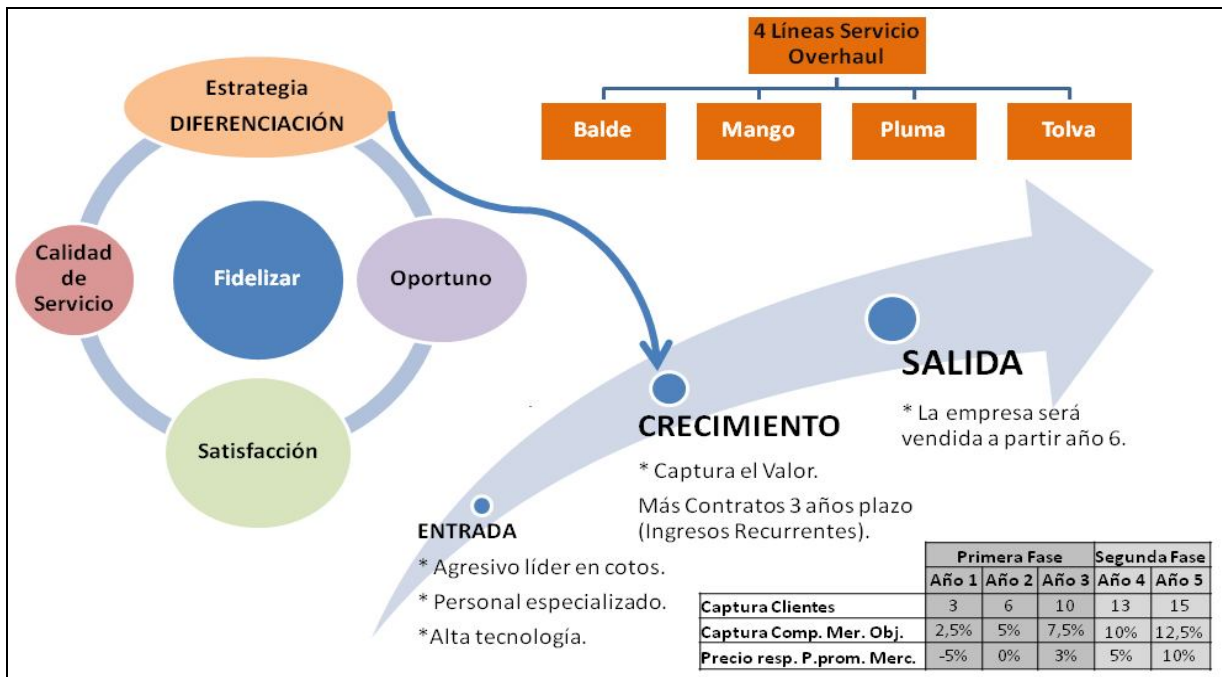 4 Líneas Servicio
Overhaul
Balde
Mango
Pluma
Tolva
Estrategia
DIFERENCIACIÓN
Calidad
de
Servicio
Fidelizar
Oportuno
Satisfacción
SALIDA
* La empresa será
vendida a partir año 6.
CRECIMIENTO
* Captura el Valor.
Más Contratos 3 años plazo
(Ingresos Recurrentes).
ENTRADA
* Agresivo líder en cotos.
* Personal especializado.
*Alta tecnología.
Primera Fase Segunda Fase
Año 1 Año 2 Año 3 Año 4 Año 5
Captura Clientes 3 6 10 13 15
Captura Comp. Mer. Obj. 2,5% 5% 7,5% 10% 12,5%
Precio resp. P.prom. Merc. -5% 0% 3% 5% 10%